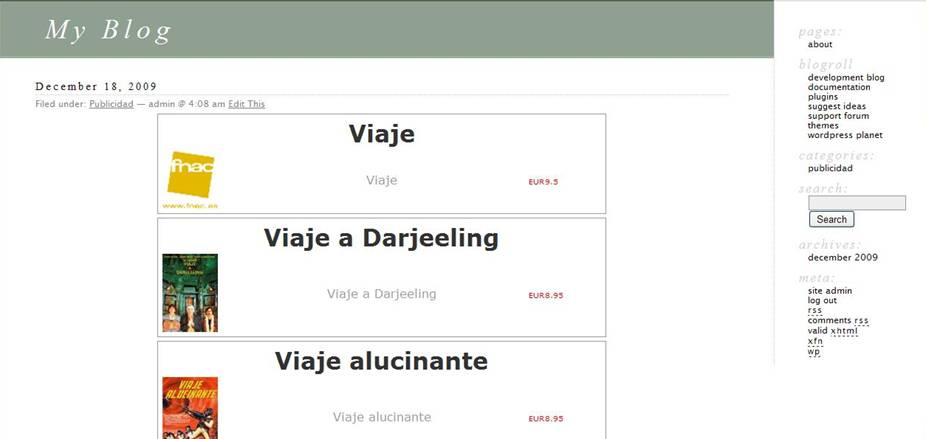 My Blog
December 18, 2009
Filed under: Publicidad — admin @ 4:08 am Edit This
Viaje
fnac
www.fnac.es
Viaje
EUR9.5
Viaje a Darjeeling
VIAJE
A
DARJEELING
Viaje a Darjeeling
EUR8.95
Viaje alucinante
VIAJE
ALUCINANTE
Viaje alucinante
EUR8.95
pages:
about
blogroll
development blog
documentation
plugins
suggest ideas
support forum
themes
wordpress planet
categories:
publicidad
search:
Search
archives:
december 2009
meta:
site admin
log out
rss
comments rss
valid xhtml
xfn
wp